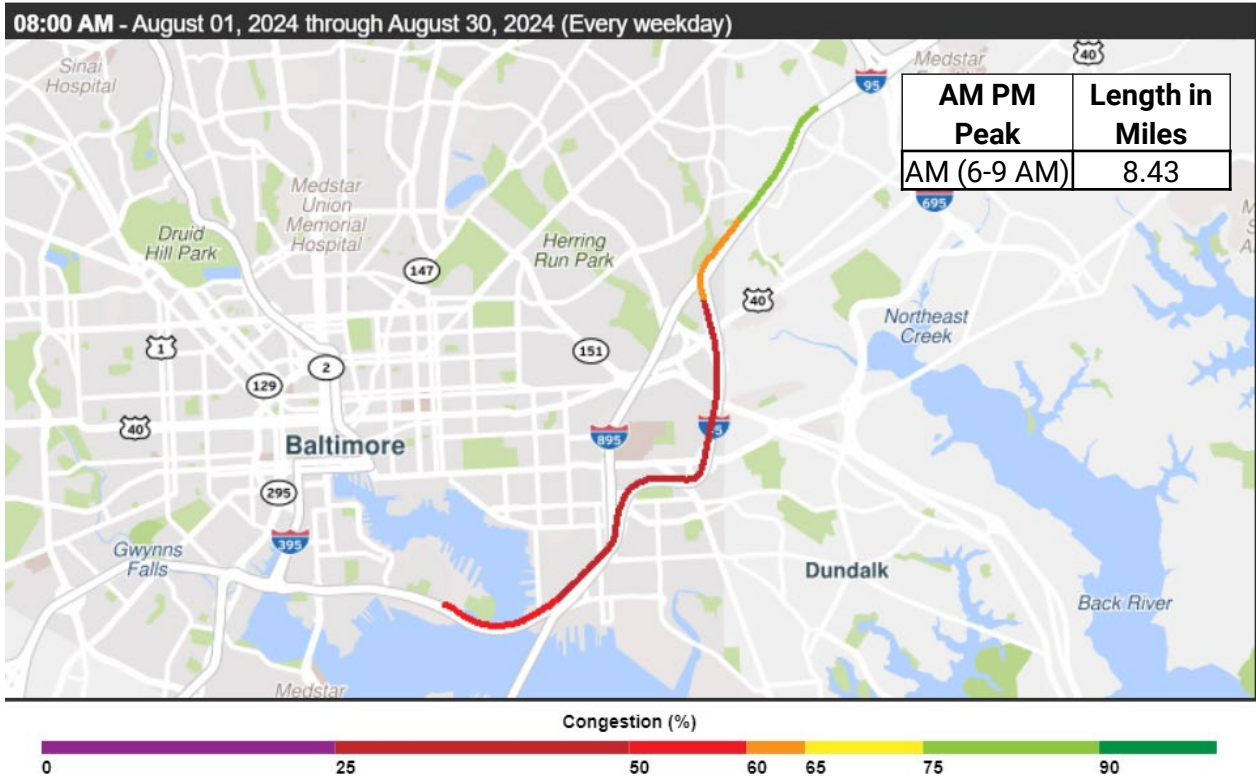 08:00 AM - August 01, 2024 through August 30, 2024 (Every weekday)
Sinai
Hospital
Medstar
40
95
AM PM
Peak
Length in
Miles
AM (6-9 AM)
8.43
695
Medstar
Union
Memorial
Hospital
Druid
Hill Park
Herring
Run Park
147
40
Northeast
Creek
1
151
2
129
40
895
Baltimore
295
395
Gwynns
Falls
Dundalk
Back River
Medstar
Congestion (%)
0 25 50 60 65 75 90